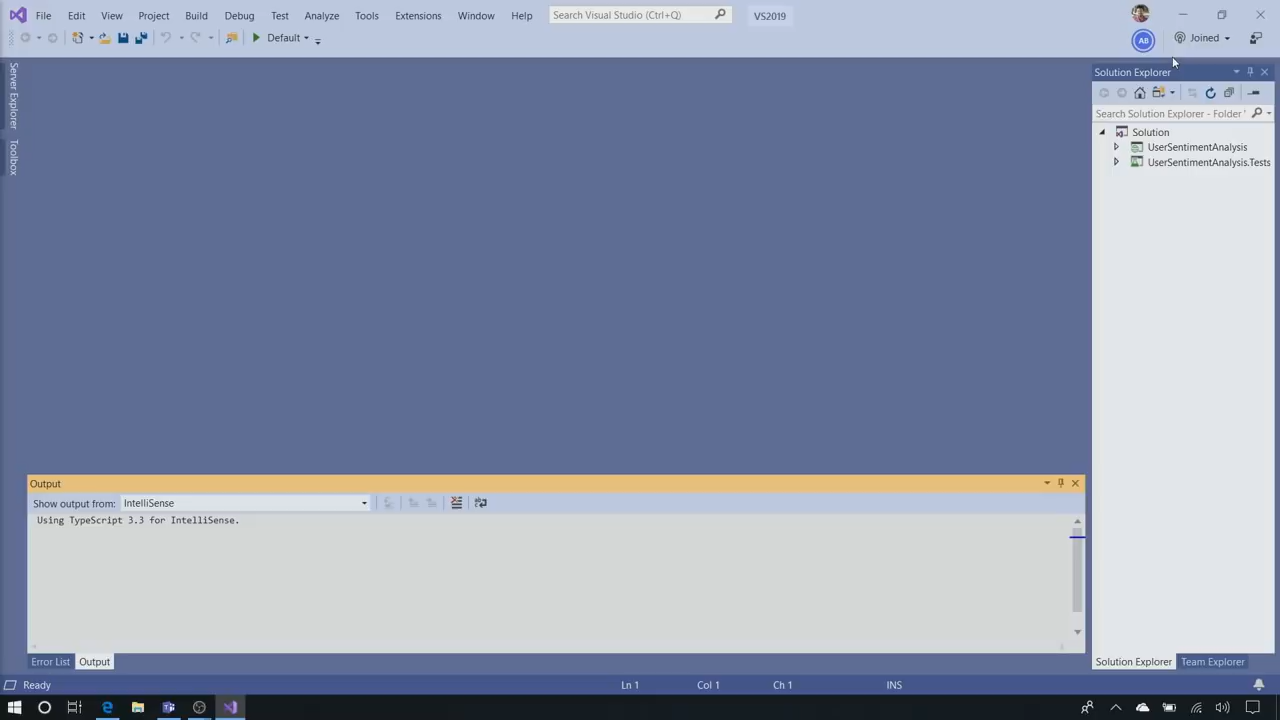 File Edit View Project Build Debug Test Analyze Tools Extensions Window Help Search Visual Studio (Ctrl+Q) VS2019
Default AB Joined
Server Explorer
Toolbox
Solution Explorer
Search Solution Explorer - Folder
Solution
UserSentimentAnalysis
UserSentimentAnalysis.Tests
Output
Show output from: IntelliSense
Using TypeScript 3.3 for IntelliSense.
Error List Output
Solution Explorer Team Explorer
Ready Ln 1 Col 1 Ch 1 INS